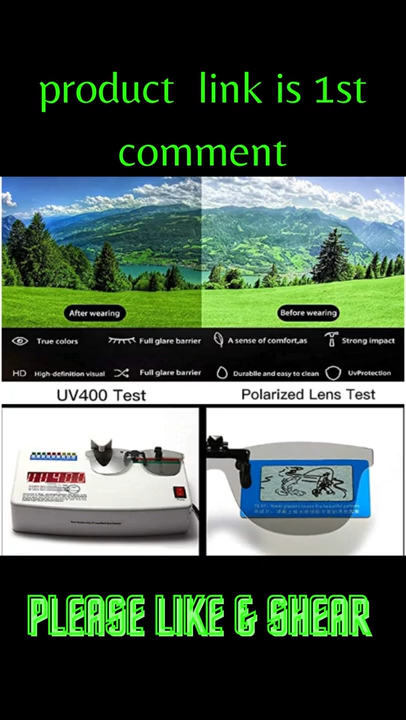 product link is 1st
comment
After wearing
Before wearing
True colors
Full glare barrier
A sense of comfort,as
Strong impact
HD High-definition visual
Full glare barrier
Durablle and easy to clean
UvProtection
UV400 Test
Polarized Lens Test
PLEASE LIKE & SHEAR